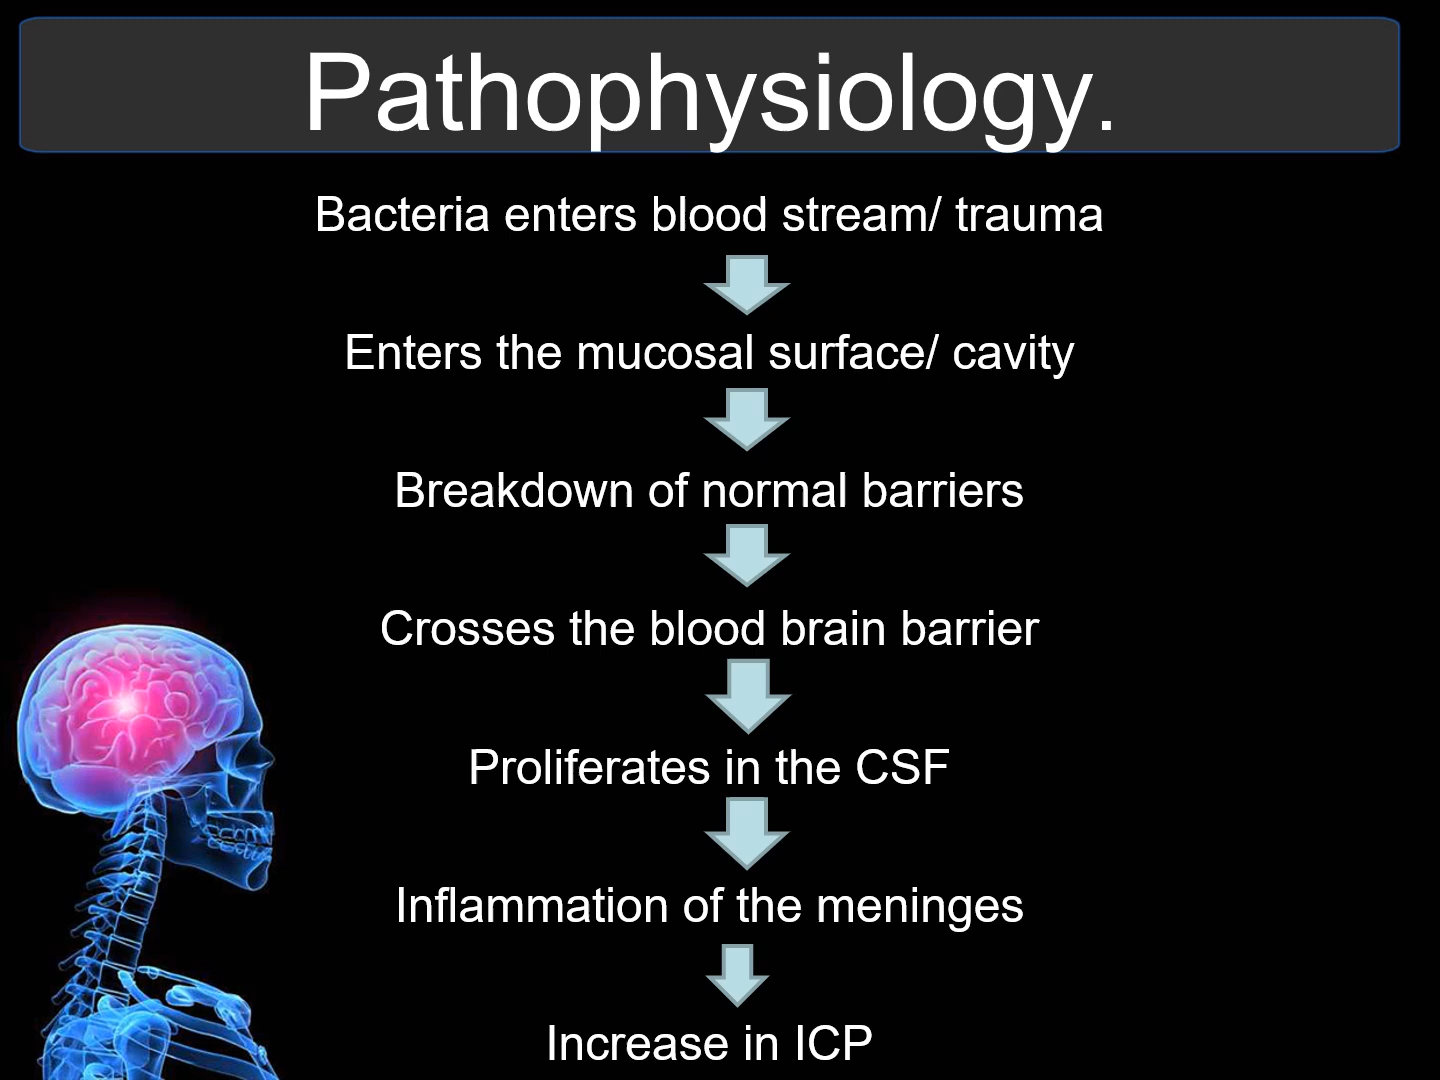 Pathophysiology.
Bacteria enters blood stream/ trauma
Enters the mucosal surface/ cavity
Breakdown of normal barriers
Crosses the blood brain barrier
Proliferates in the CSF
Inflammation of the meninges
Increase in ICP